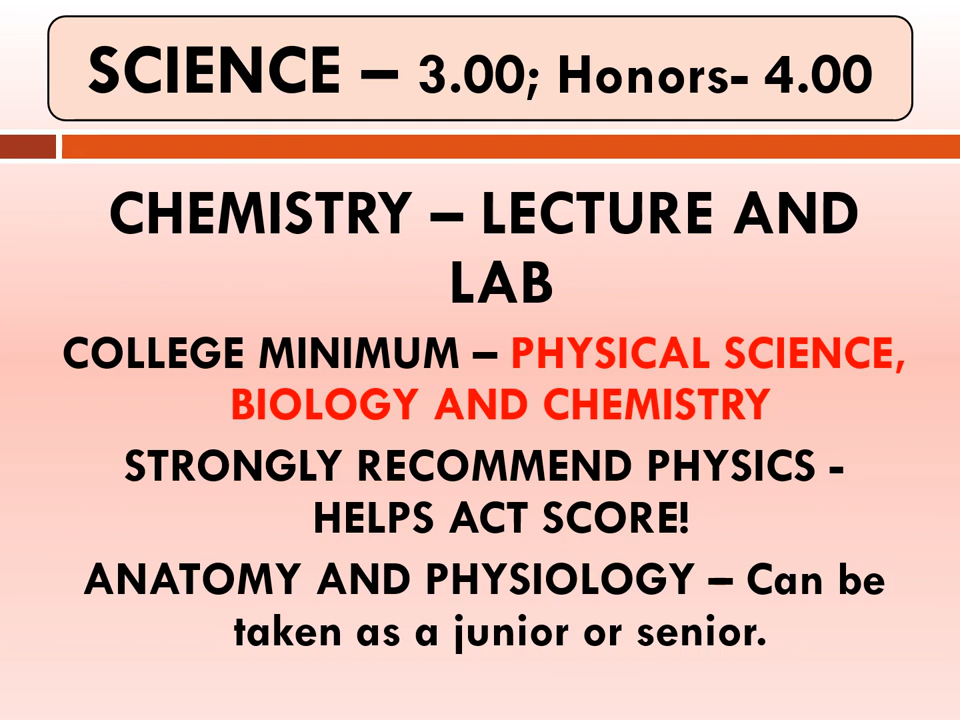 SCIENCE – 3.00; Honors- 4.00
CHEMISTRY – LECTURE AND
LAB
COLLEGE MINIMUM – PHYSICAL SCIENCE,
BIOLOGY AND CHEMISTRY
STRONGLY RECOMMEND PHYSICS -
HELPS ACT SCORE!
ANATOMY AND PHYSIOLOGY – Can be
taken as a junior or senior.